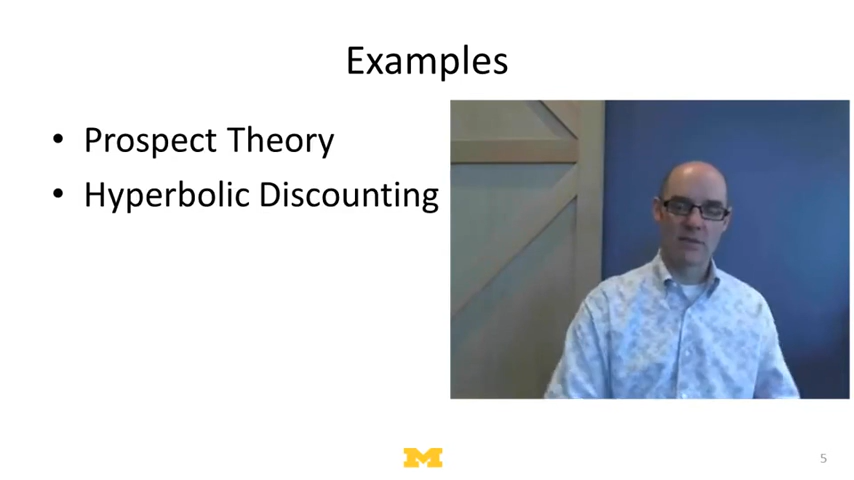 Examples
• Prospect Theory
• Hyperbolic Discounting
M
5